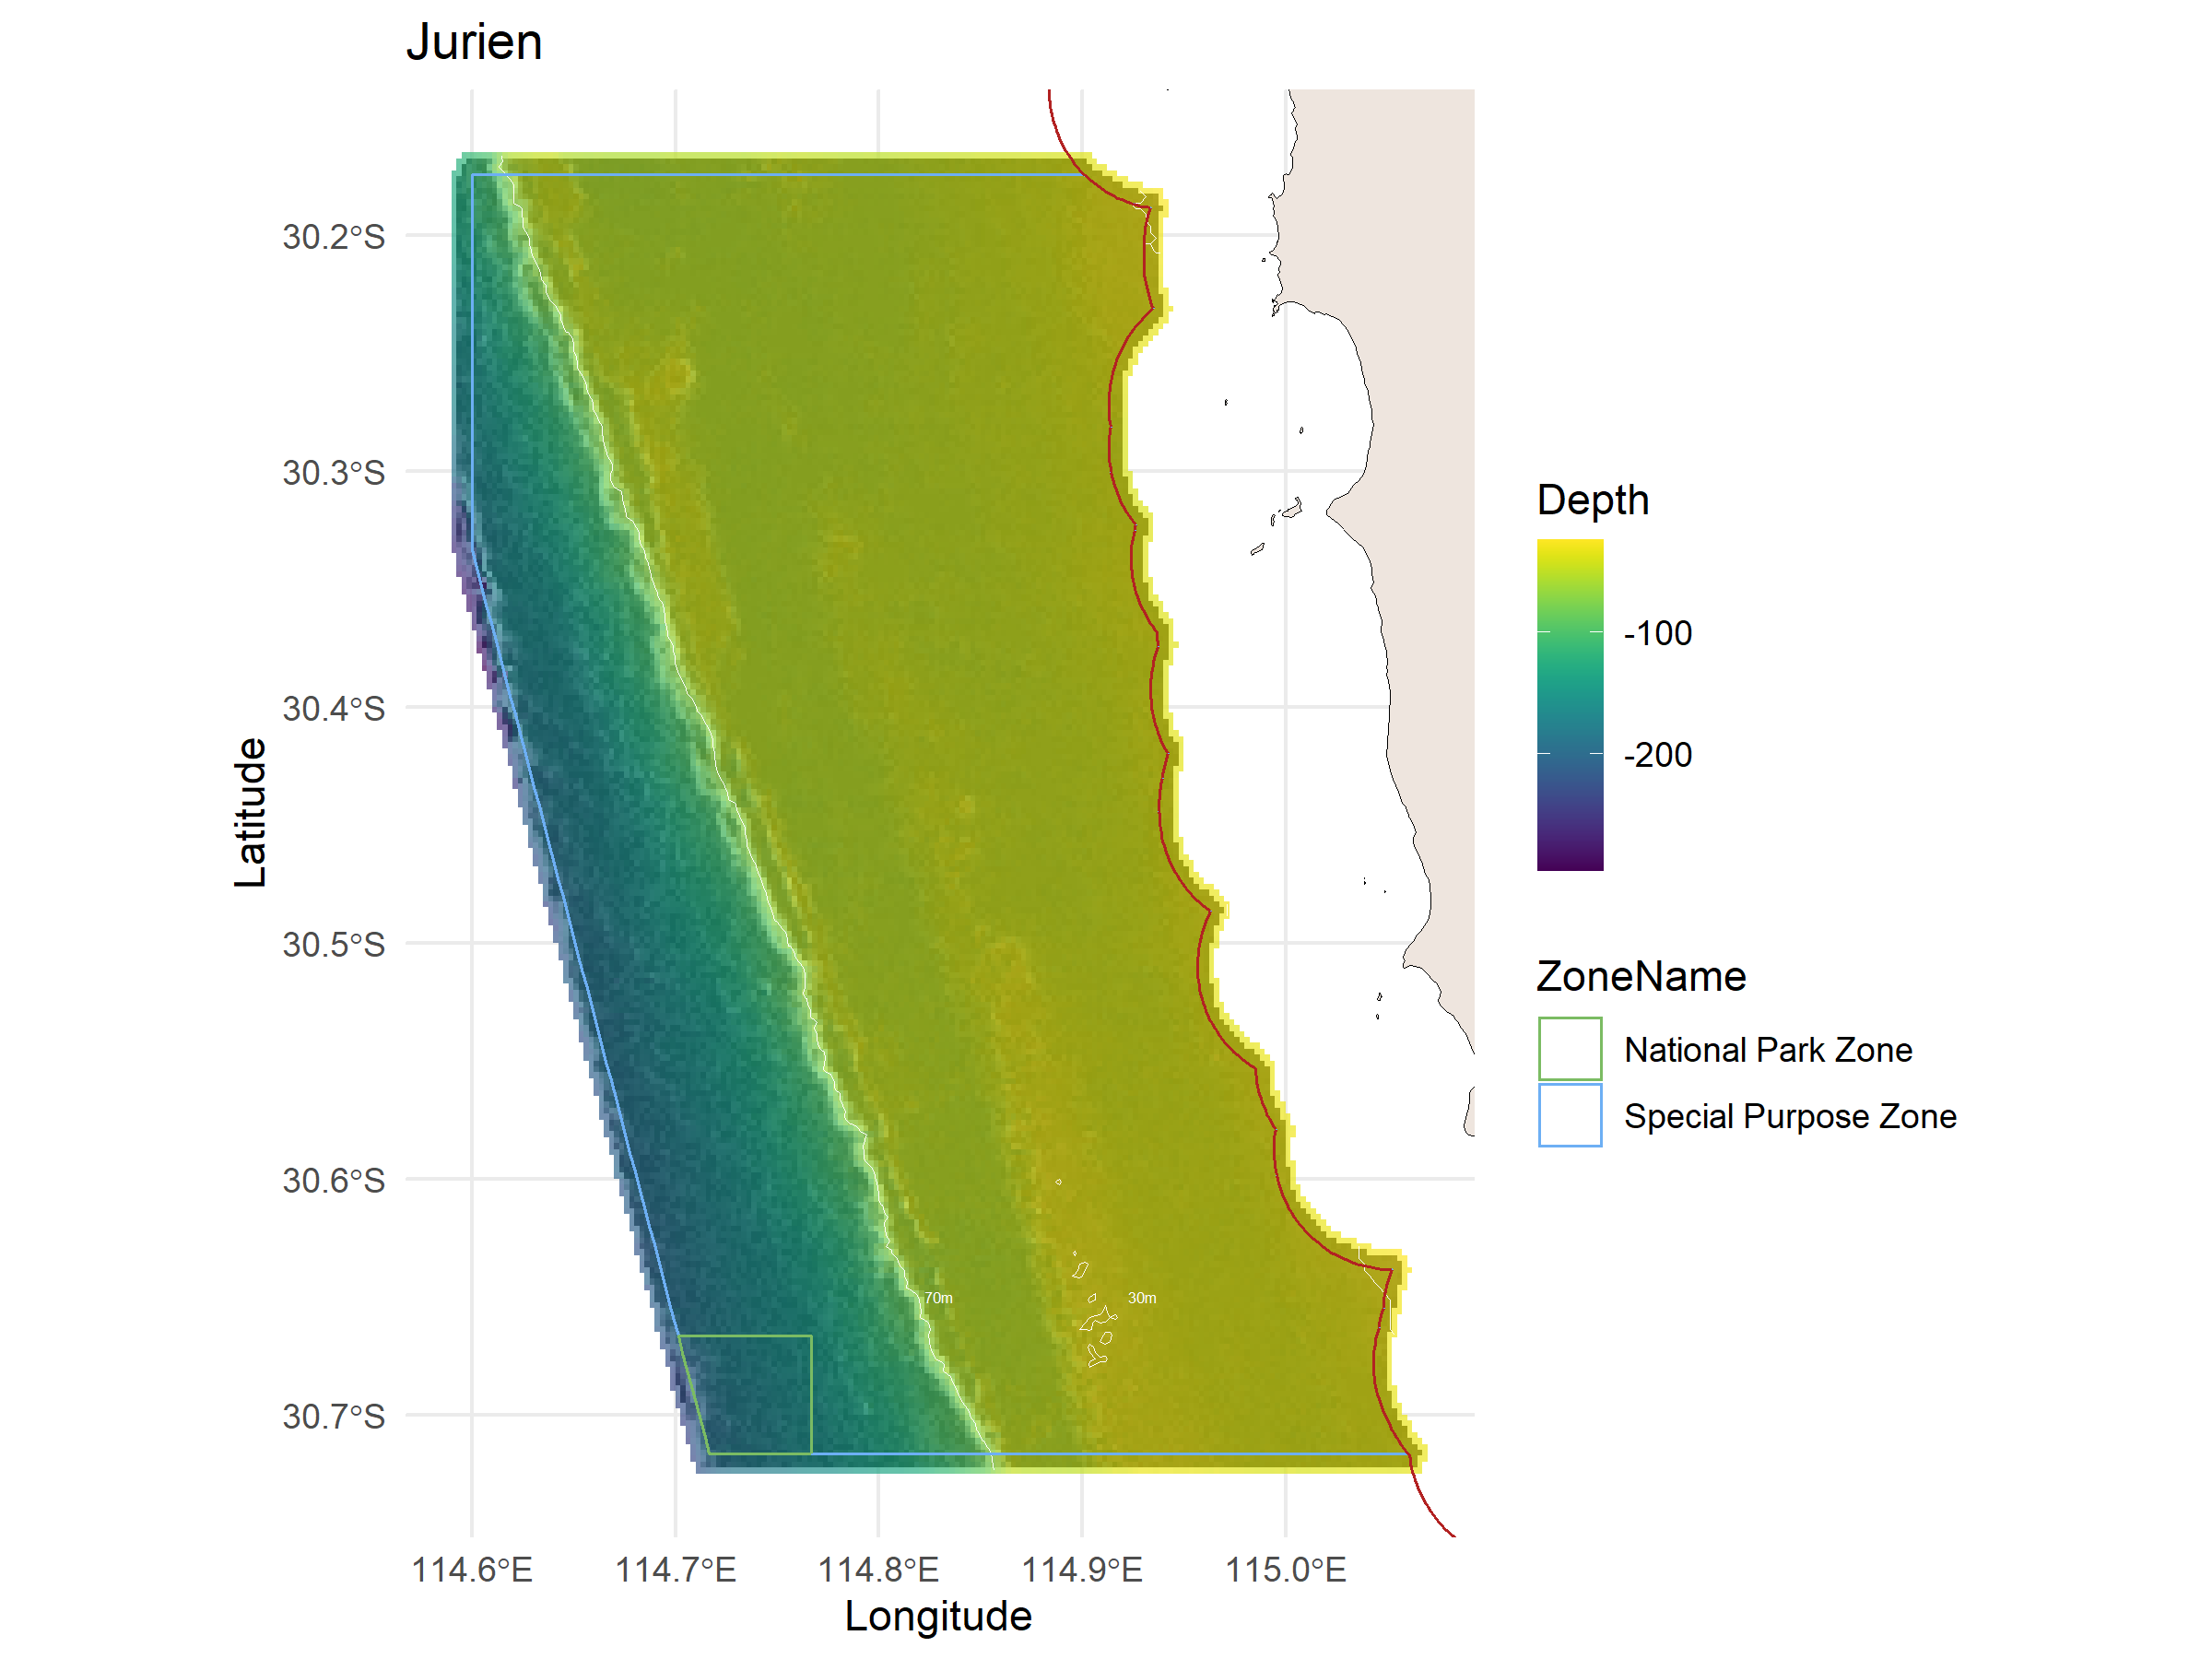 Jurien
30.2°S
30.3°S
30.4°S
30.5°S
30.6°S
30.7°S
Latitude
70m
30m
114.6°E
114.7°E
114.8°E
114.9°E
115.0°E
Longitude
Depth
-100
-200
ZoneName
National Park Zone
Special Purpose Zone